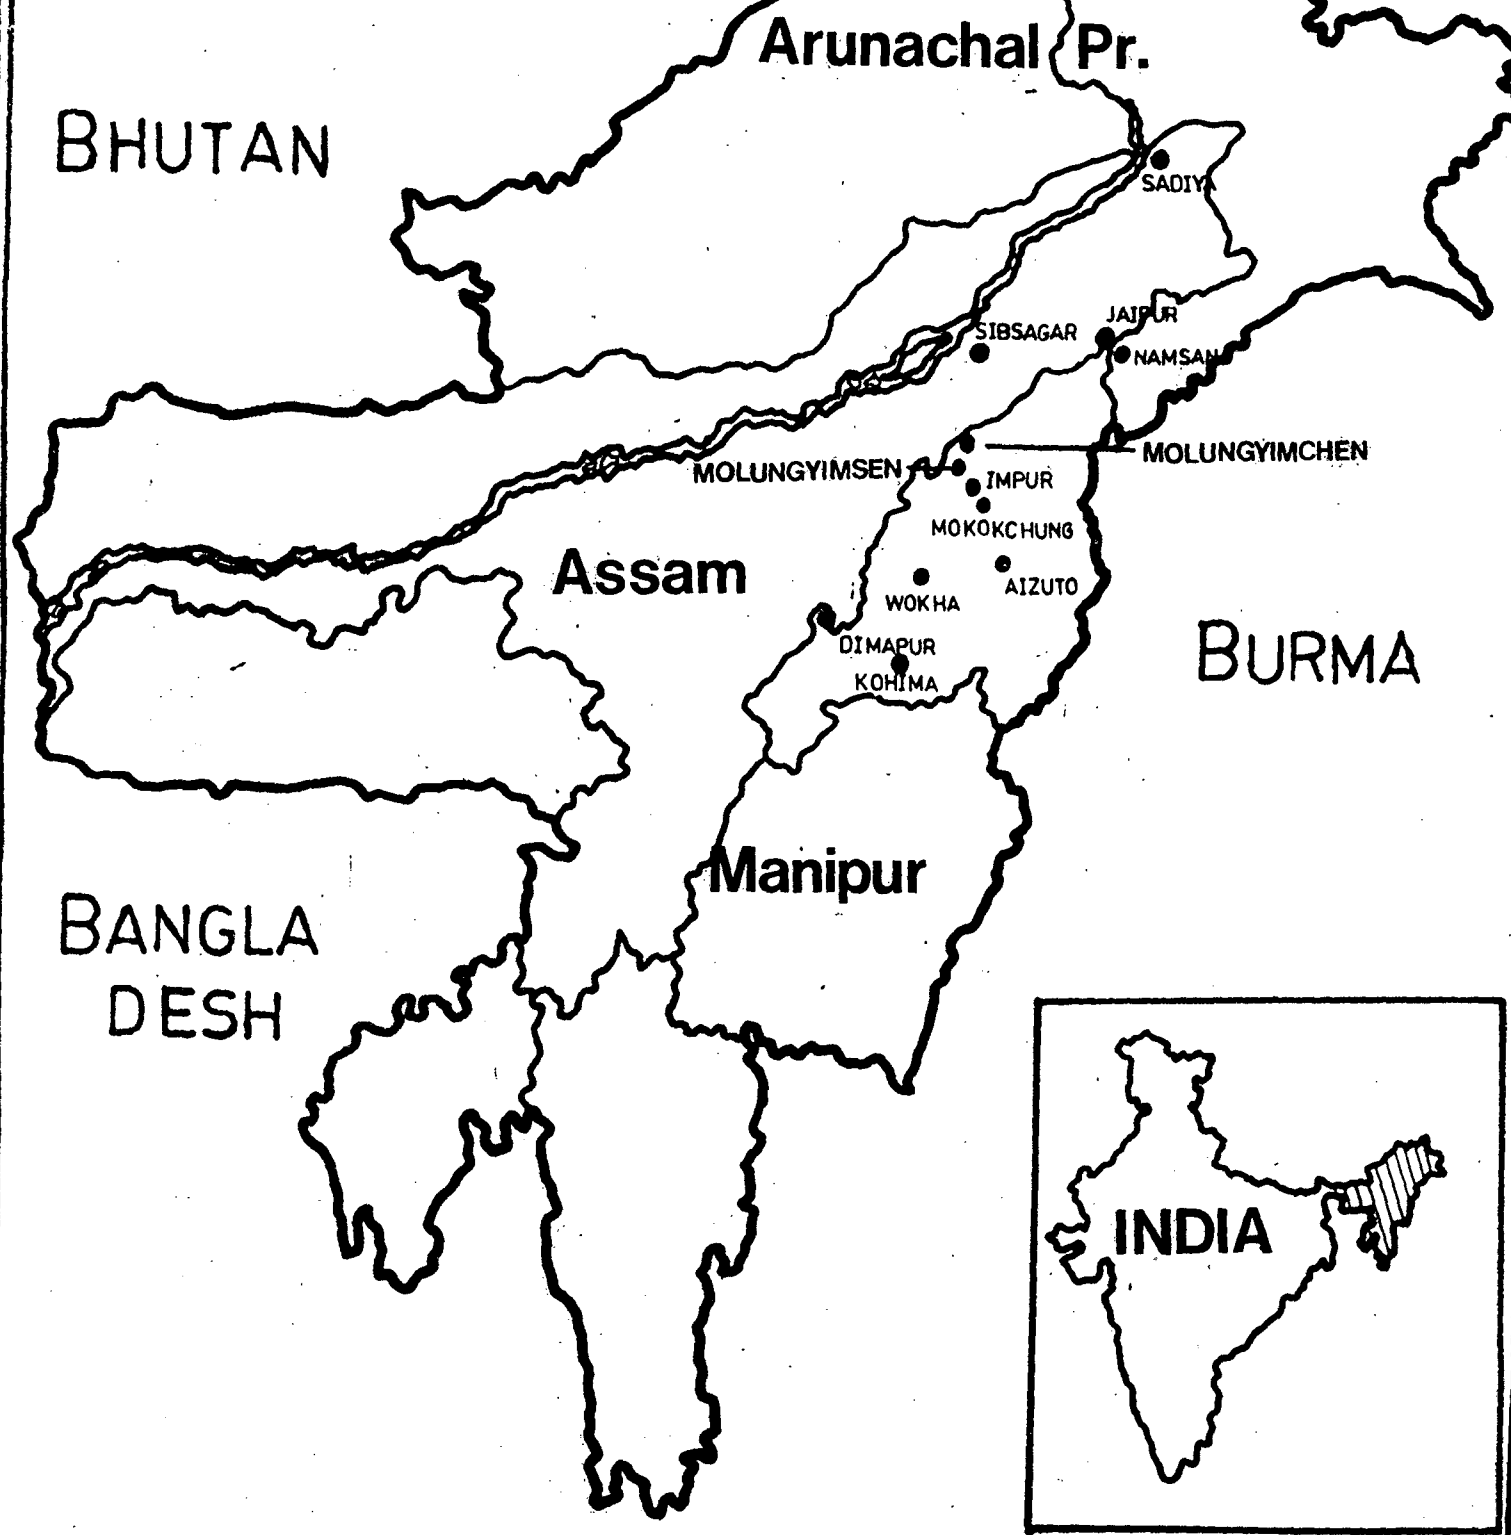 Arunachal Pr.
BHUTAN
SADIYA
JAIPUR
SIBSAGAR
NAMSANG
MOLUNGYIMCHEN
MOLUNGYIMSEN
IMPUR
MOKOKCHUNG
Assam
AIZUTO
WOKHA
DIMAPUR
KOHIMA
BURMA
Manipur
BANGLA
DESH
INDIA